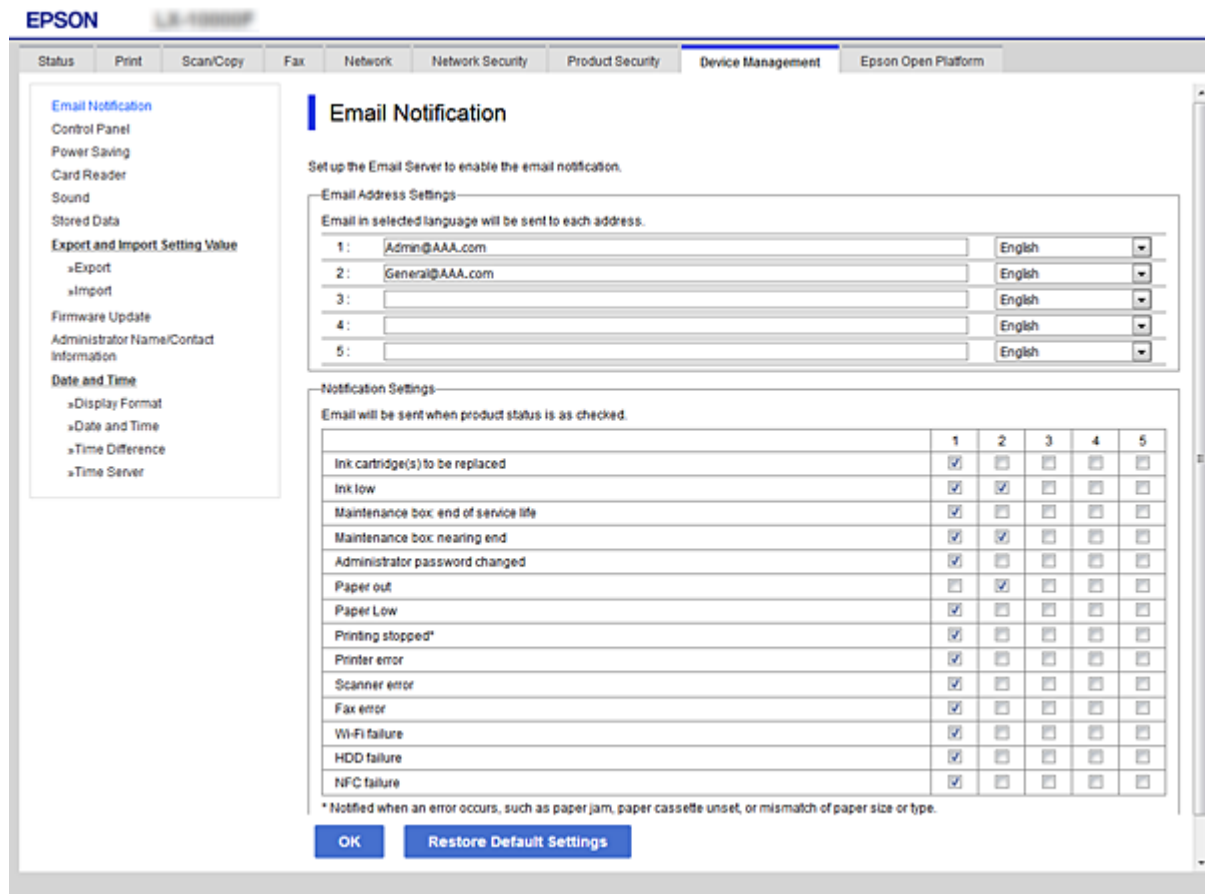 EPSON
Status Print Scan/Copy Fax Network Network Security Product Security Device Management Epson Open Platform
Email Notification
Control Panel
Power Saving
Card Reader
Sound
Stored Data
Export and Import Setting Value
»Export
»Import
Firmware Update
Administrator Name/Contact
Information
Date and Time
»Display Format
»Date and Time
»Time Difference
»Time Server
Email Notification
Set up the Email Server to enable the email notification.
Email Address Settings
Email in selected language will be sent to each address.
1 : Admin@AAA.com English
2 : General@AAA.com English
3 : English
4 : English
5 : English
Notification Settings
Email will be sent when product status is as checked.
1 2 3 4 5
Ink cartridge(s) to be replaced
Ink low
Maintenance box: end of service life
Maintenance box: nearing end
Administrator password changed
Paper out
Paper Low
Printing stopped*
Printer error
Scanner error
Fax error
Wi-Fi failure
HDD failure
NFC failure
* Notified when an error occurs, such as paper jam, paper cassette unset, or mismatch of paper size or type.
OK Restore Default Settings